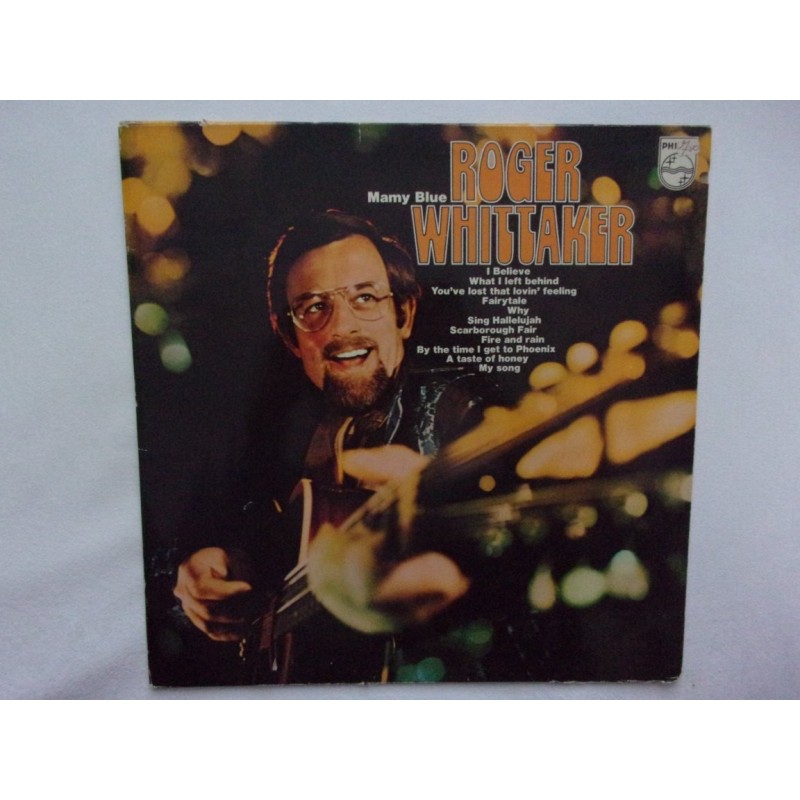 ROGER
Mamy Blue
WHITTAKER
I Believe
What I left behind
You've lost that lovin' feeling
Fairytale
Why
Sing Hallelujah
Scarborough Fair
Fire and rain
By the time I get to Phoenix
A taste of honey
My song
PHI